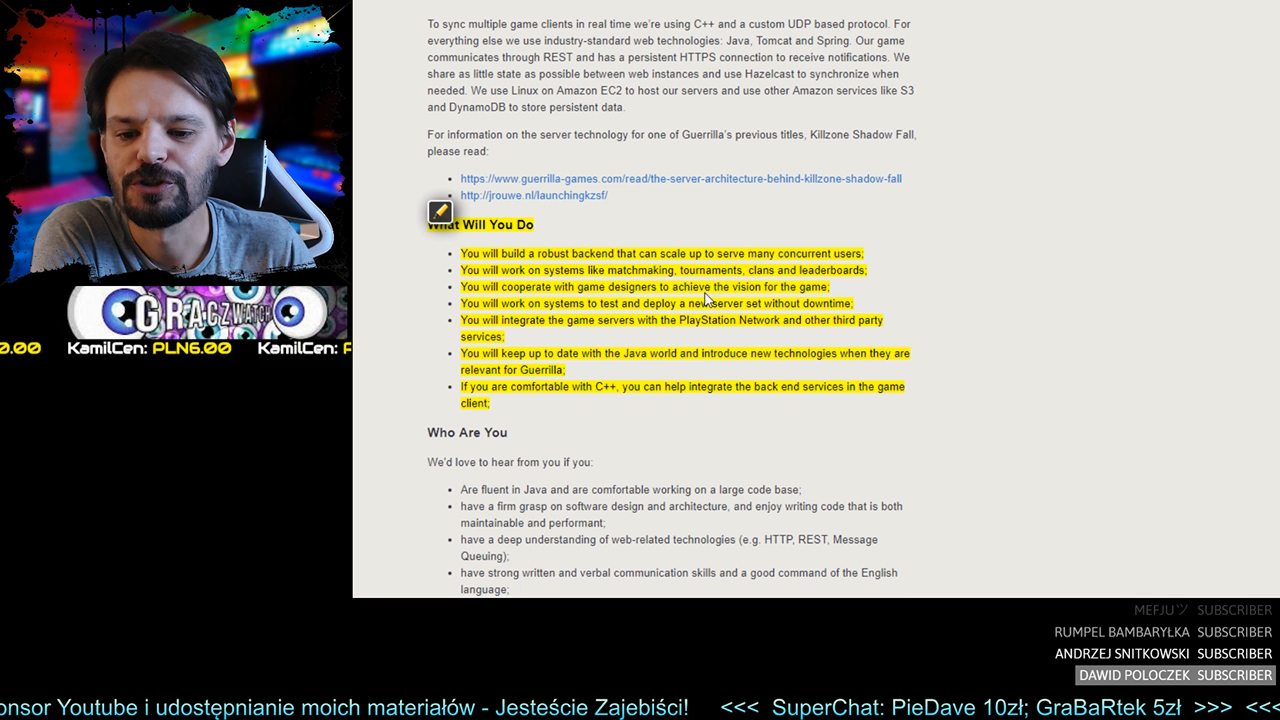 To sync multiple game clients in real time we're using C++ and a custom UDP based protocol. For
everything else we use industry-standard web technologies: Java, Tomcat and Spring. Our game
communicates through REST and has a persistent HTTPS connection to receive notifications. We
share as little state as possible between web instances and use Hazelcast to synchronize when
needed. We use Linux on Amazon EC2 to host our servers and use other Amazon services like S3
and DynamoDB to store persistent data.
For information on the server technology for one of Guerrilla's previous titles, Killzone Shadow Fall,
please read:
https://www.guerrilla-games.com/read/the-server-architecture-behind-killzone-shadow-fall
http://jrouwe.nl/launchingkzsf/
What Will You Do
You will build a robust backend that can scale up to serve many concurrent users;
You will work on systems like matchmaking, tournaments, clans and leaderboards;
You will cooperate with game designers to achieve the vision for the game;
You will work on systems to test and deploy a new server set without downtime;
You will integrate the game servers with the PlayStation Network and other third party
services;
You will keep up to date with the Java world and introduce new technologies when they are
relevant for Guerrilla;
If you are comfortable with C++, you can help integrate the back end services in the game
client;
Who Are You
We'd love to hear from you if you:
Are fluent in Java and are comfortable working on a large code base;
have a firm grasp on software design and architecture, and enjoy writing code that is both
maintainable and performant;
have a deep understanding of web-related technologies (e.g. HTTP, REST, Message
Queuing);
have strong written and verbal communication skills and a good command of the English
language;
GRACZWATCH
0.00 KamilCen: PLN6.00 KamilCen: P
MEFJUツ SUBSCRIBER
RUMPEL BAMBARYŁKA SUBSCRIBER
ANDRZEJ SNITKOWSKI SUBSCRIBER
DAWID POLOCZEK SUBSCRIBER
onsor Youtube i udostępnianie moich materiałów - Jesteście Zajebiści! <<< SuperChat: PieDave 10zł; GraBaRtek 5zł >>> <<<